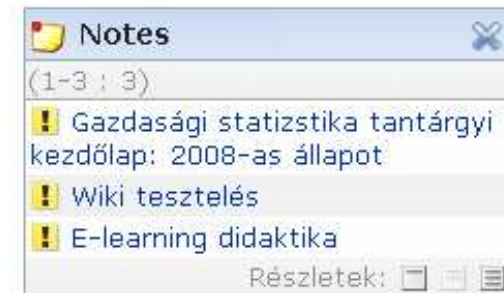 Notes
(1-3 : 3)
Gazdasági statizstika tantárgyi
kezdőlap: 2008-as állapot
Wiki tesztelés
E-learning didaktika
Részletek: